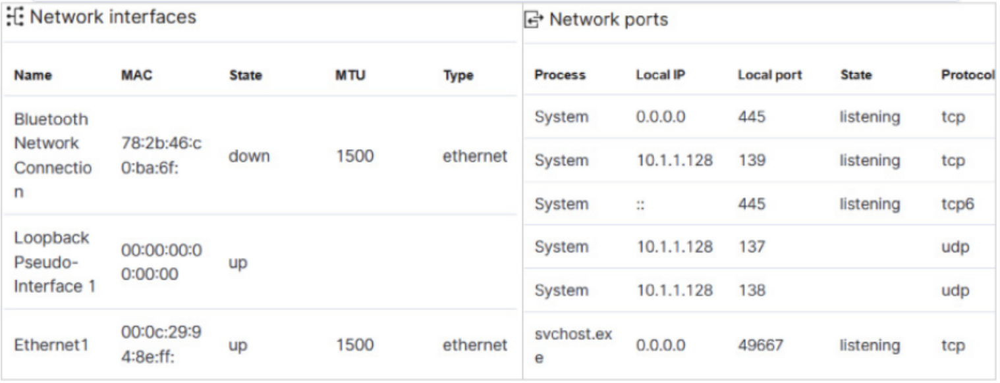 Network interfaces
Name MAC State MTU Type
Bluetooth
Network
Connectio
n
78:2b:46:c
0:ba:6f:
down 1500 ethernet
Loopback
Pseudo-
Interface 1
00:00:00:0
0:00:00
up
Ethernet1
00:0c:29:9
4:8e:ff:
up 1500 ethernet
Network ports
Process Local IP Local port State Protocol
System 0.0.0.0 445 listening tcp
System 10.1.1.128 139 listening tcp
System :: 445 listening tcp6
System 10.1.1.128 137 udp
System 10.1.1.128 138 udp
svchost.ex
e
0.0.0.0 49667 listening tcp